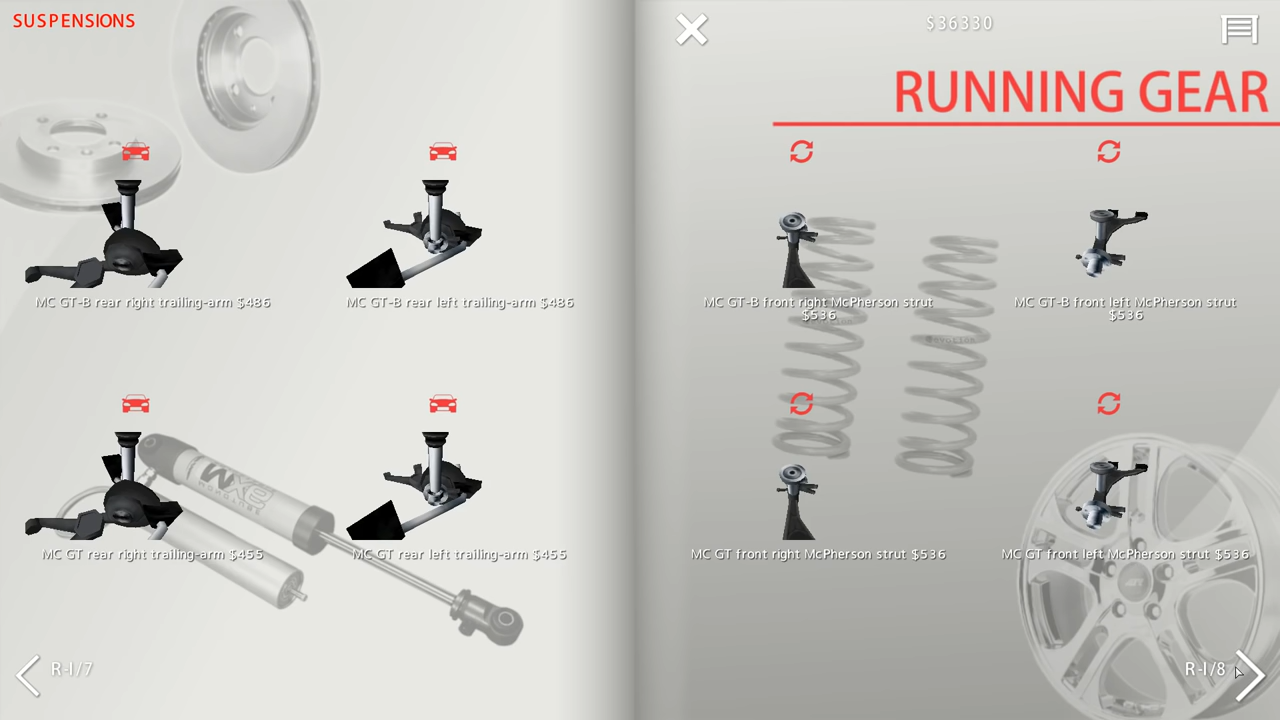 SUSPENSIONS
$36330
RUNNING GEAR
MC GT-B rear right trailing-arm $486
MC GT-B rear left trailing-arm $486
MC GT-B front right McPherson strut
$536
MC GT-B front left McPherson strut
$536
MC GT rear right trailing-arm $455
MC GT rear left trailing-arm $455
MC GT front right McPherson strut $536
MC GT front left McPherson strut $536
R-I/7
R-I/8